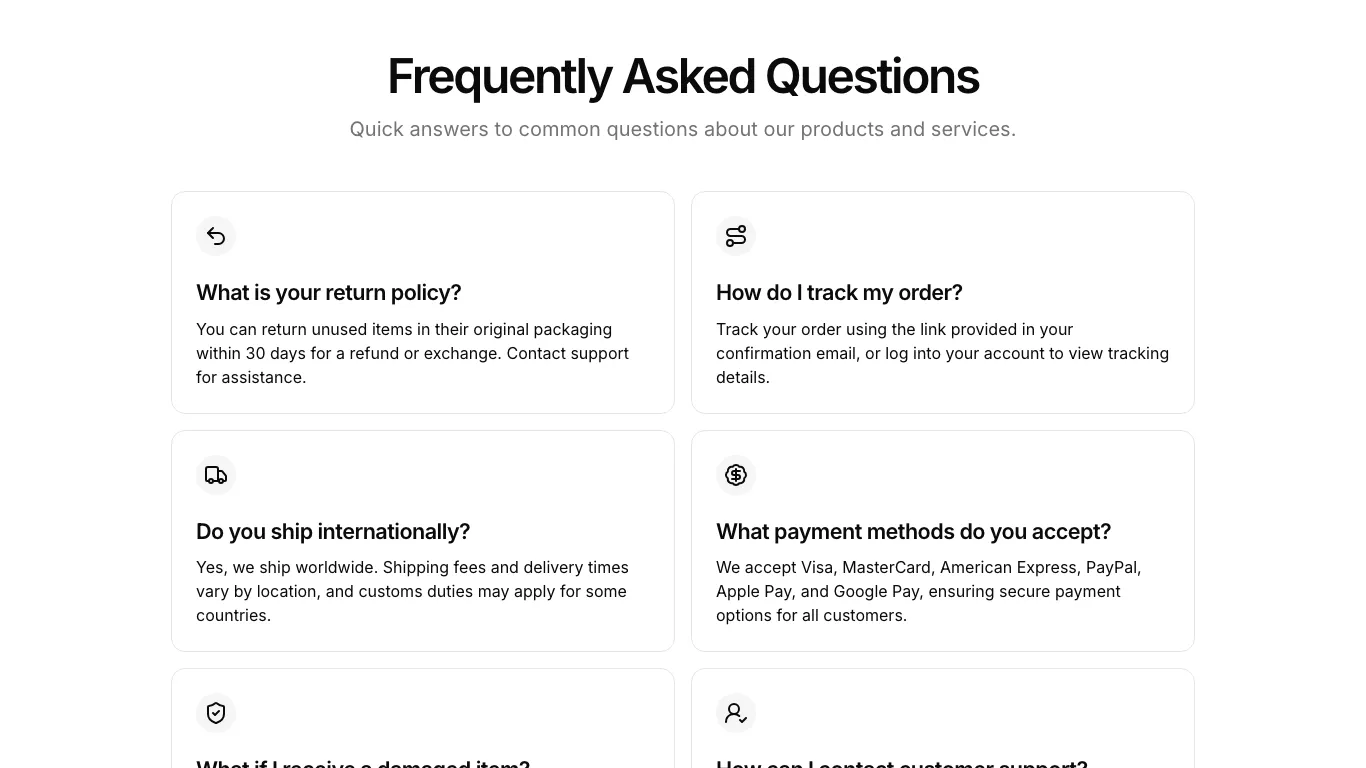 Frequently Asked Questions
Quick answers to common questions about our products and services.
What is your return policy?
You can return unused items in their original packaging
within 30 days for a refund or exchange. Contact support
for assistance.
How do I track my order?
Track your order using the link provided in your
confirmation email, or log into your account to view tracking
details.
Do you ship internationally?
Yes, we ship worldwide. Shipping fees and delivery times
vary by location, and customs duties may apply for some
countries.
What payment methods do you accept?
We accept Visa, MasterCard, American Express, PayPal,
Apple Pay, and Google Pay, ensuring secure payment
options for all customers.
What if I receive a damaged item?
How can I contact customer support?